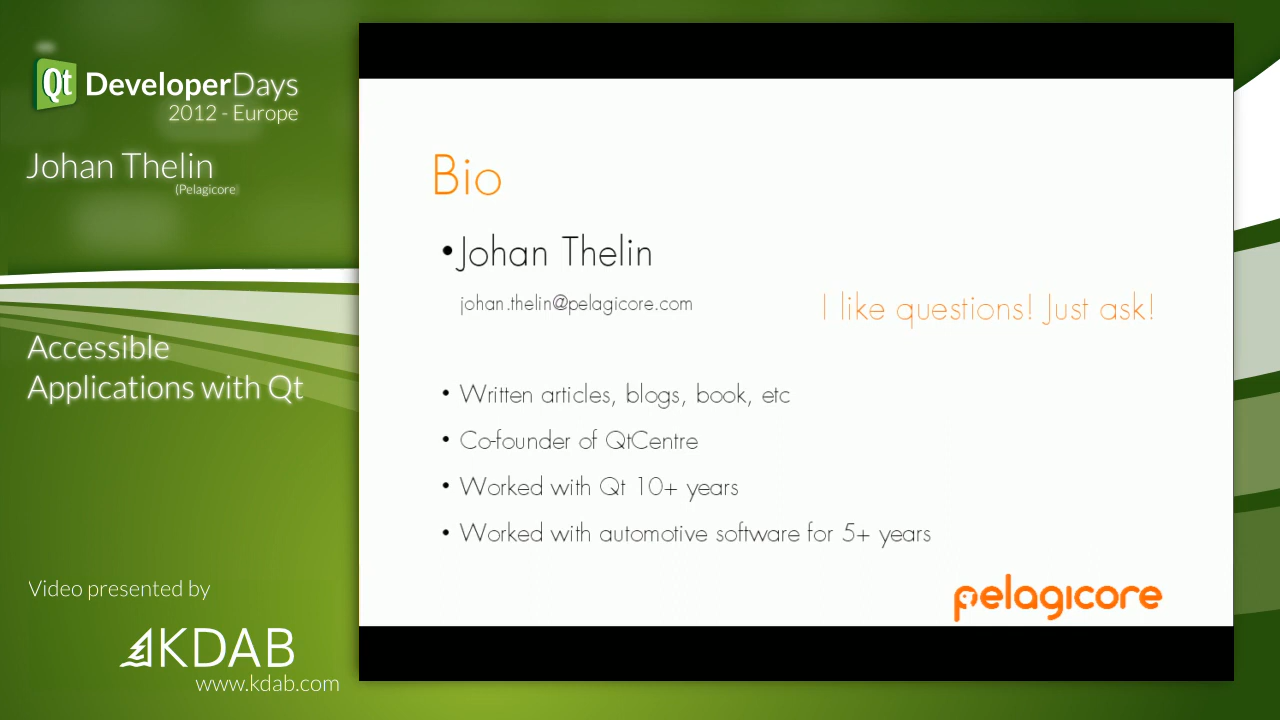 Qt DeveloperDays
2012 - Europe
Johan Thelin
(Pelagicore)
Accessible
Applications with Qt
Video presented by
KDAB
www.kdab.com
Bio
•Johan Thelin
johan.thelin@pelagicore.com
I like questions! Just ask!
• Written articles, blogs, book, etc
• Co-founder of QtCentre
• Worked with Qt 10+ years
• Worked with automotive software for 5+ years
pelagicore